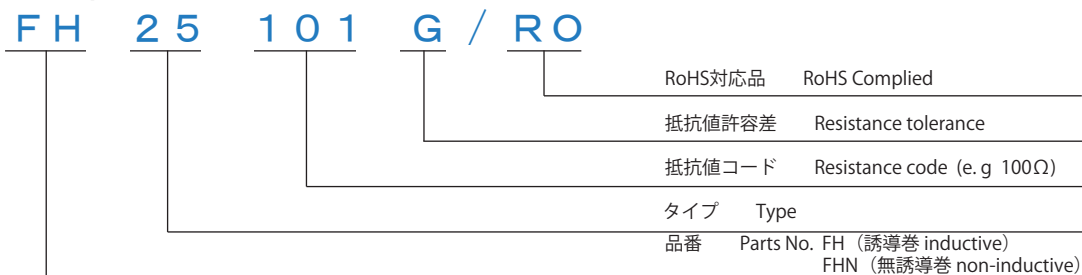 FH 25 101 G / RO
RoHS対応品 RoHS Complied
抵抗値許容差 Resistance tolerance
抵抗値コード Resistance code (e. g 100Ω)
タイプ Type
品番 Parts No. FH（誘導巻 inductive）
FHN（無誘導巻 non-inductive）